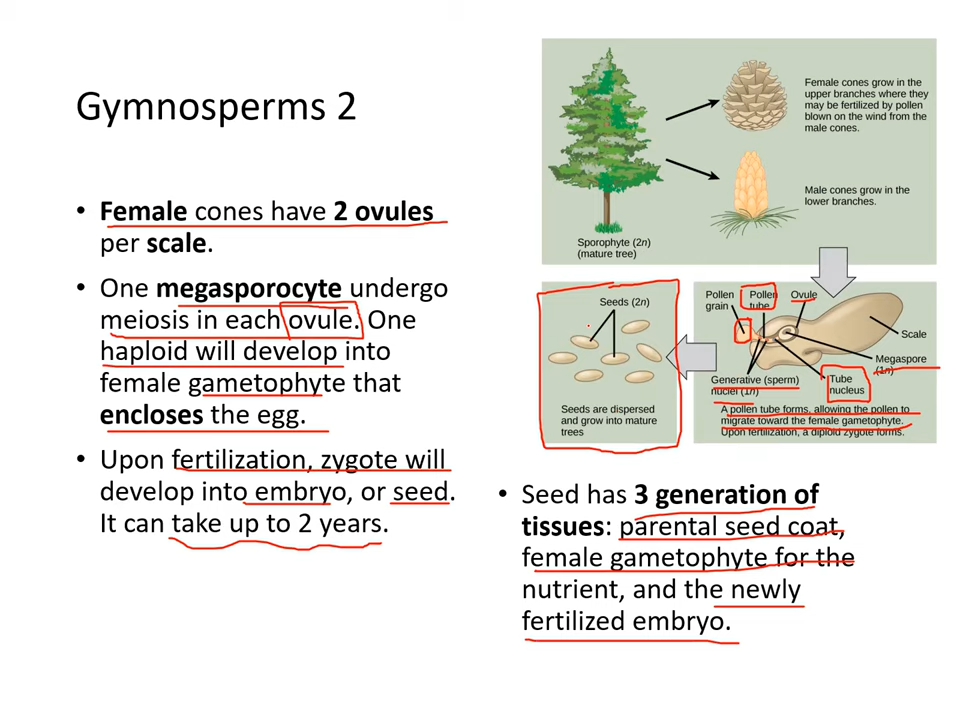 Gymnosperms 2
• Female cones have 2 ovules
per scale.
• One megasporocyte undergo
meiosis in each ovule. One
haploid will develop into
female gametophyte that
encloses the egg.
• Upon fertilization, zygote will
develop into embryo, or seed.
It can take up to 2 years.
Sporophyte (2n)
(mature tree)
Female cones grow in the
upper branches where they
may be fertilized by pollen
blown on the wind from the
male cones.
Male cones grow in the
lower branches.
Seeds (2n)
Seeds are dispersed
and grow into mature
trees
Pollen
grain
Pollen
tube
Ovule
Scale
Megaspore
(1n)
Generative (sperm)
nuclei (1n)
Tube
nucleus
A pollen tube forms, allowing the pollen to
migrate toward the female gametophyte.
Upon fertilization, a diploid zygote forms.
• Seed has 3 generation of
tissues: parental seed coat,
female gametophyte for the
nutrient, and the newly
fertilized embryo.